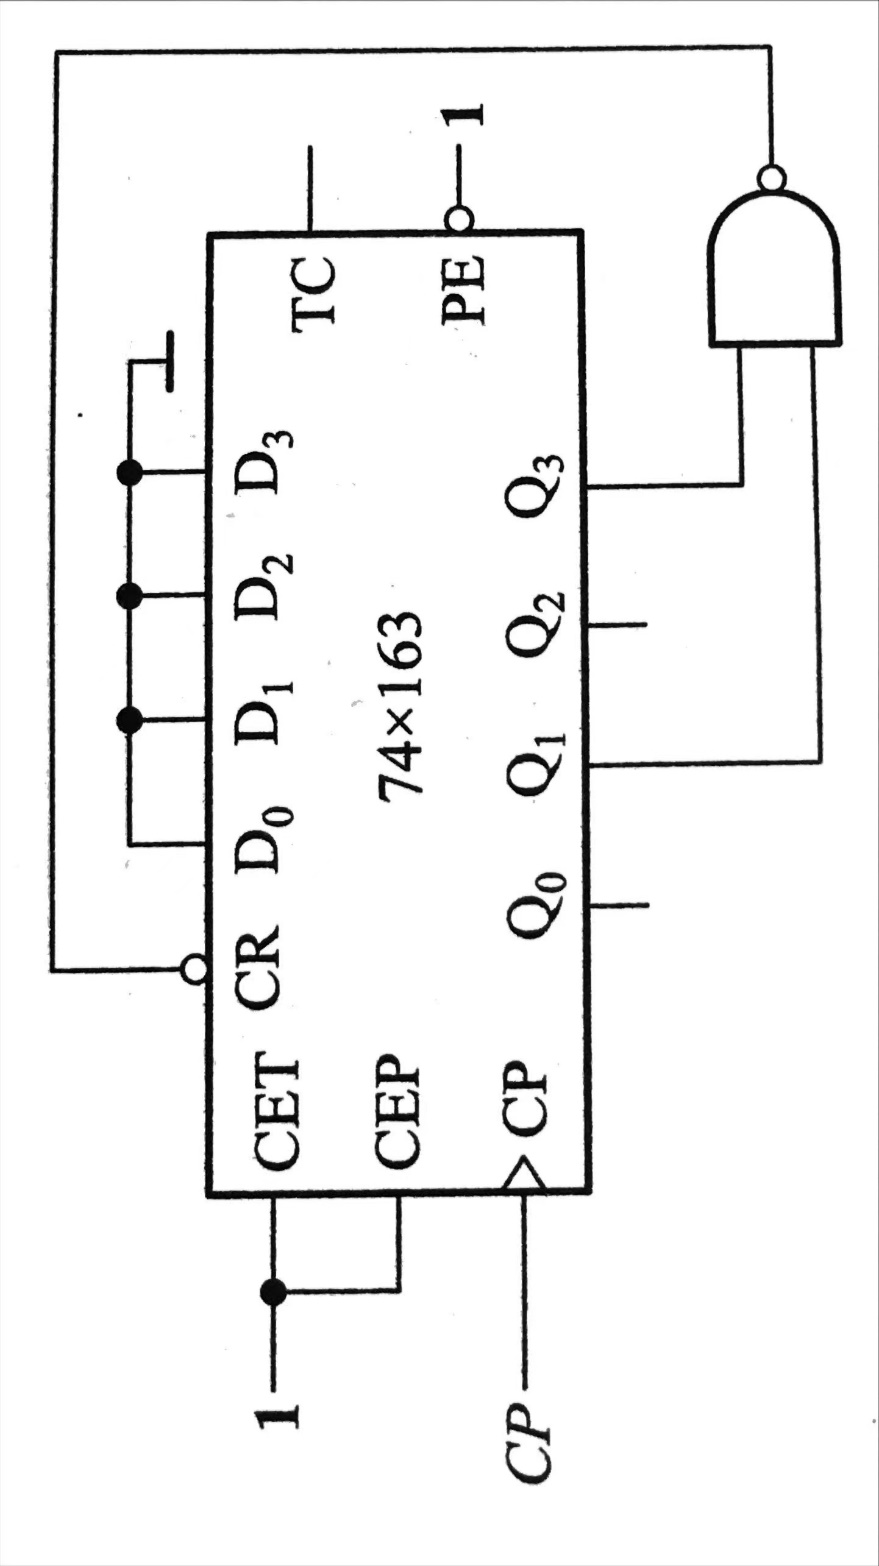 1
CET
CR
D₀
D₁
D₂
D₃
TC
CEP
74×163
PE
1
CP
CP
Q₀
Q₁
Q₂
Q₃